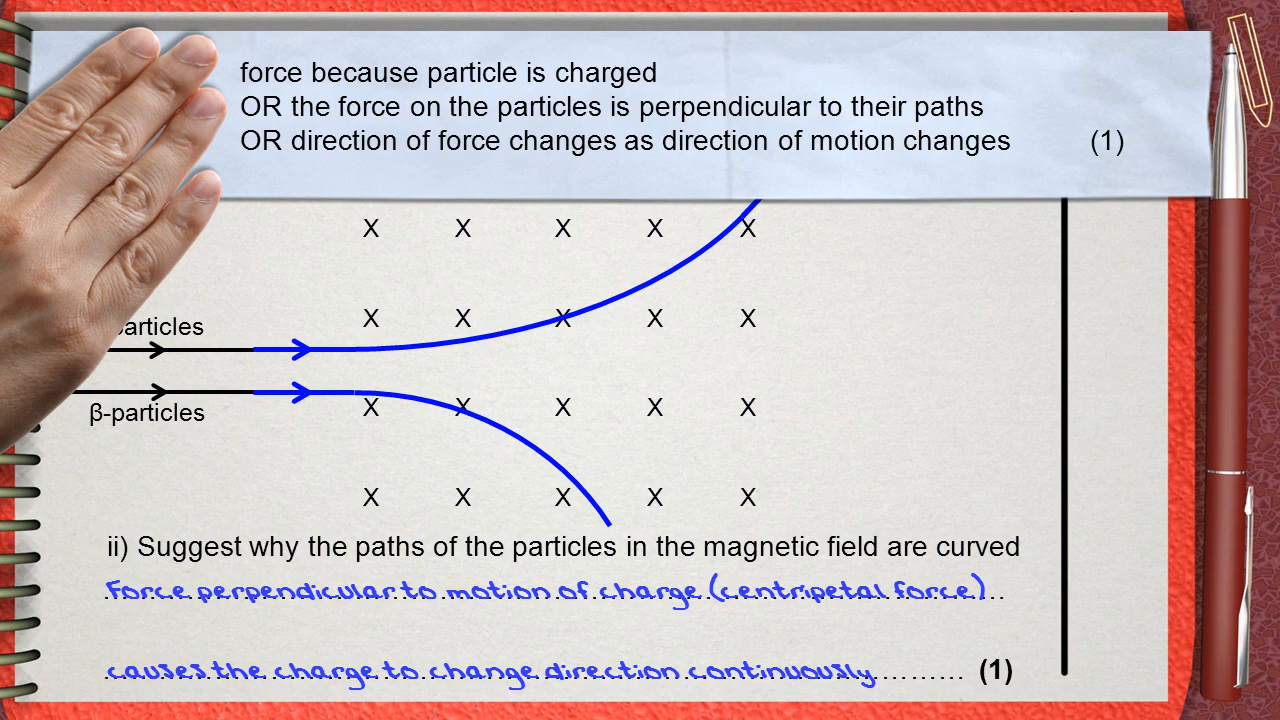 force because particle is charged
OR the force on the particles is perpendicular to their paths
OR direction of force changes as direction of motion changes (1)
X X X X X
X X X X X
β-particles
X X X X X
X X X X X
ii) Suggest why the paths of the particles in the magnetic field are curved
Force perpendicular to motion of charge (centripetal force)
causes the charge to change direction continuously (1)